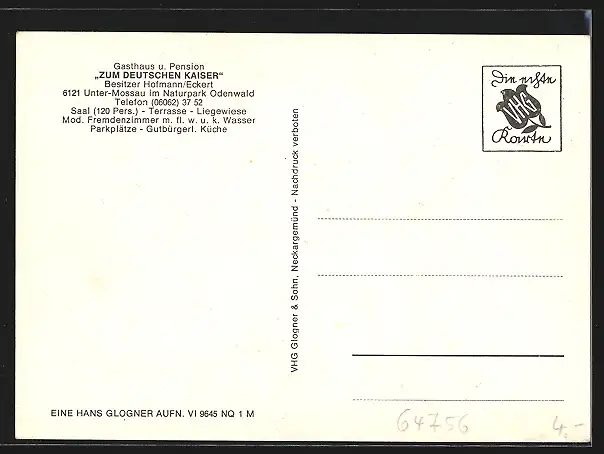 Gasthaus u. Pension
„ZUM DEUTSCHEN KAISER“
Besitzer Hofmann/Eckert
6121 Unter-Mossau im Naturpark Odenwald
Telefon (06062) 37 52
Saal (120 Pers.) - Terrasse - Liegewiese
Mod. Fremdenzimmer m. fl. w. u. k. Wasser
Parkplätze - Gutbürgerl. Küche
VHG Glogner & Sohn, Neckargemünd - Nachdruck verboten
Die echte
VHG
Karte
EINE HANS GLOGNER AUFN. VI 9645 NQ 1 M
64756
4,-